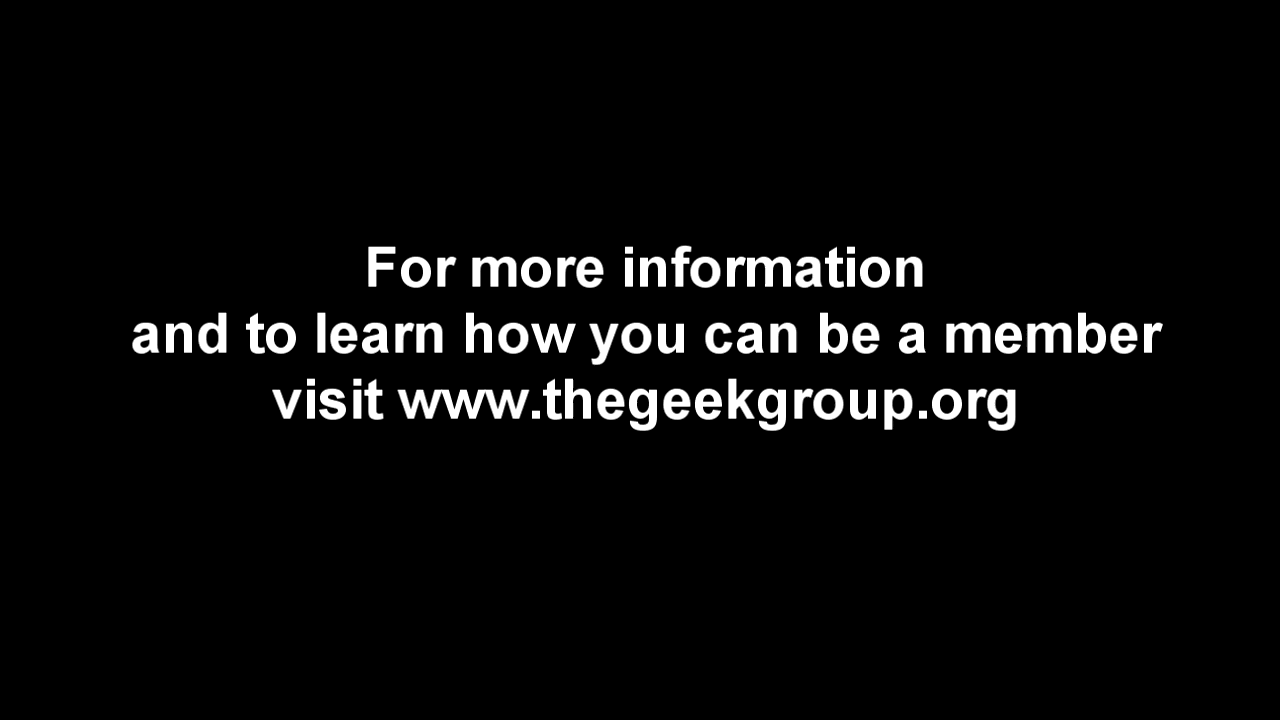 For more information
and to learn how you can be a member
visit www.thegeekgroup.org